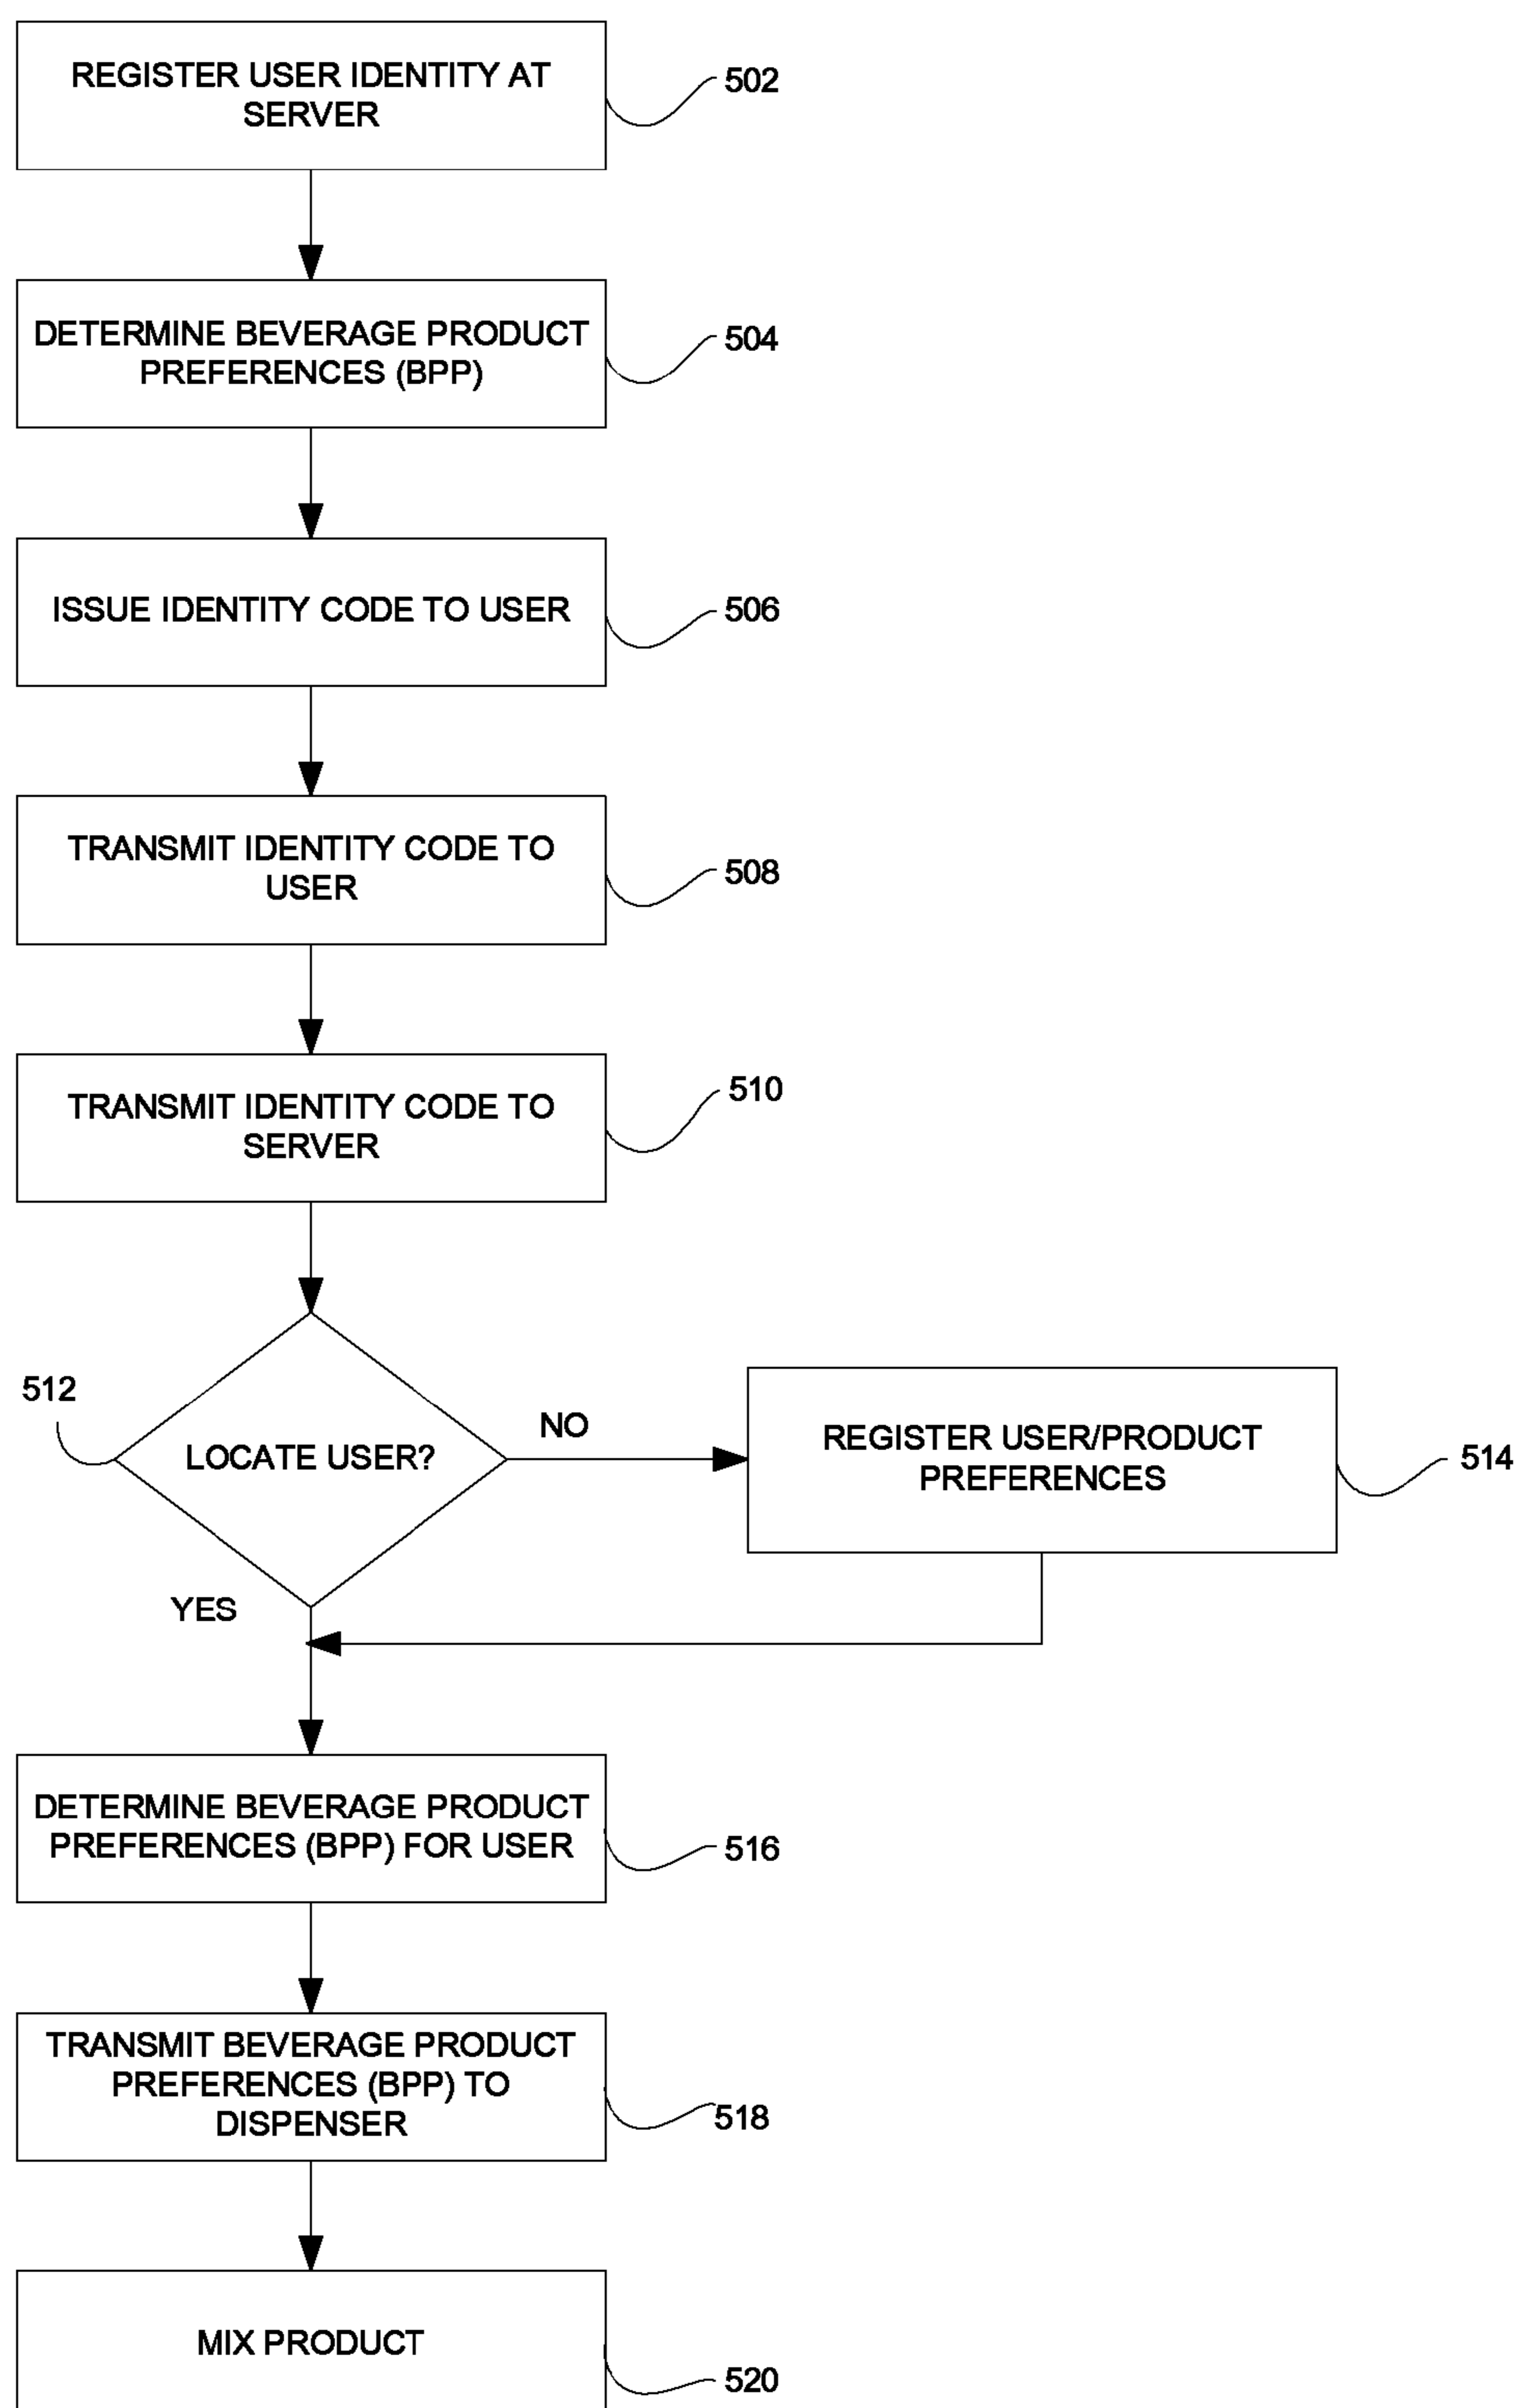 REGISTER USER IDENTITY AT
SERVER
502
DETERMINE BEVERAGE PRODUCT
PREFERENCES (BPP)
504
ISSUE IDENTITY CODE TO USER
506
TRANSMIT IDENTITY CODE TO
USER
508
TRANSMIT IDENTITY CODE TO
SERVER
510
512
LOCATE USER?
NO
REGISTER USER/PRODUCT
PREFERENCES
514
YES
DETERMINE BEVERAGE PRODUCT
PREFERENCES (BPP) FOR USER
516
TRANSMIT BEVERAGE PRODUCT
PREFERENCES (BPP) TO
DISPENSER
518
MIX PRODUCT
520